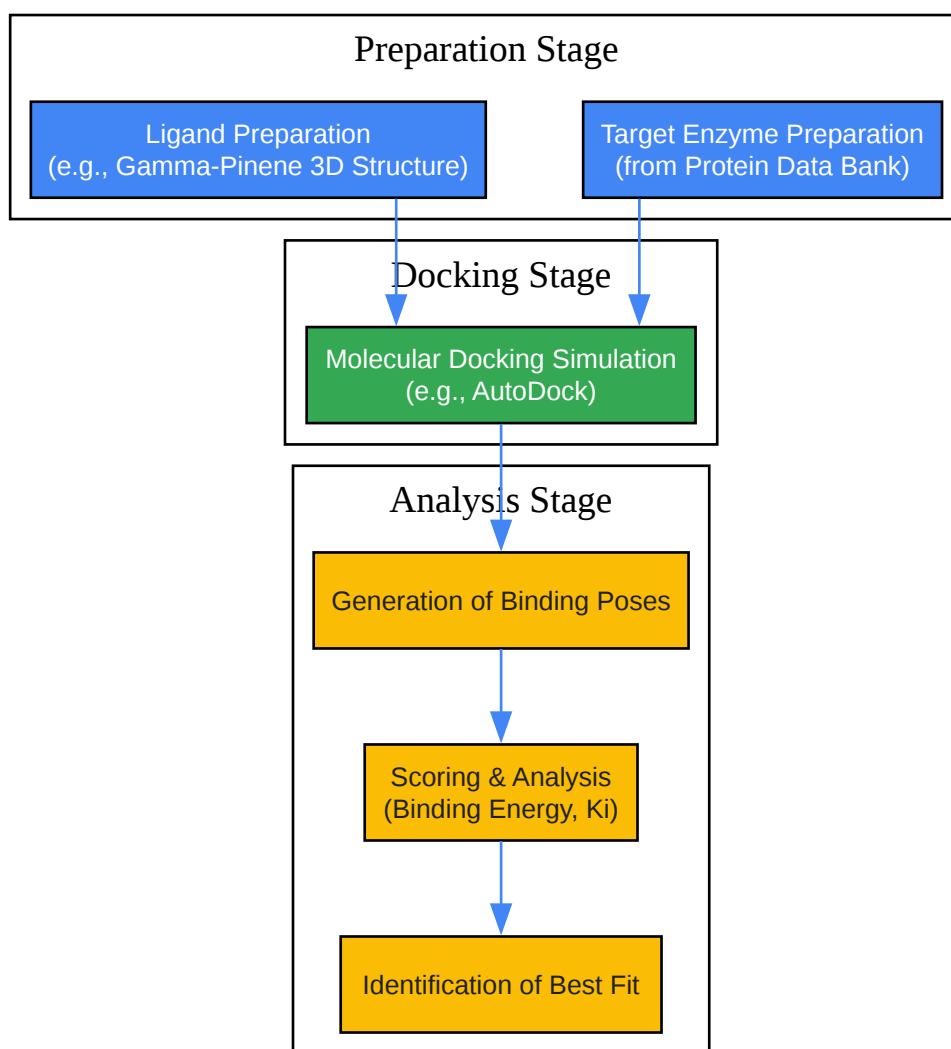 Preparation Stage
Ligand Preparation
(e.g., Gamma-Pinene 3D Structure)
Target Enzyme Preparation
(from Protein Data Bank)
Docking Stage
Molecular Docking Simulation
(e.g., AutoDock)
Analysis Stage
Generation of Binding Poses
Scoring & Analysis
(Binding Energy, Ki)
Identification of Best Fit